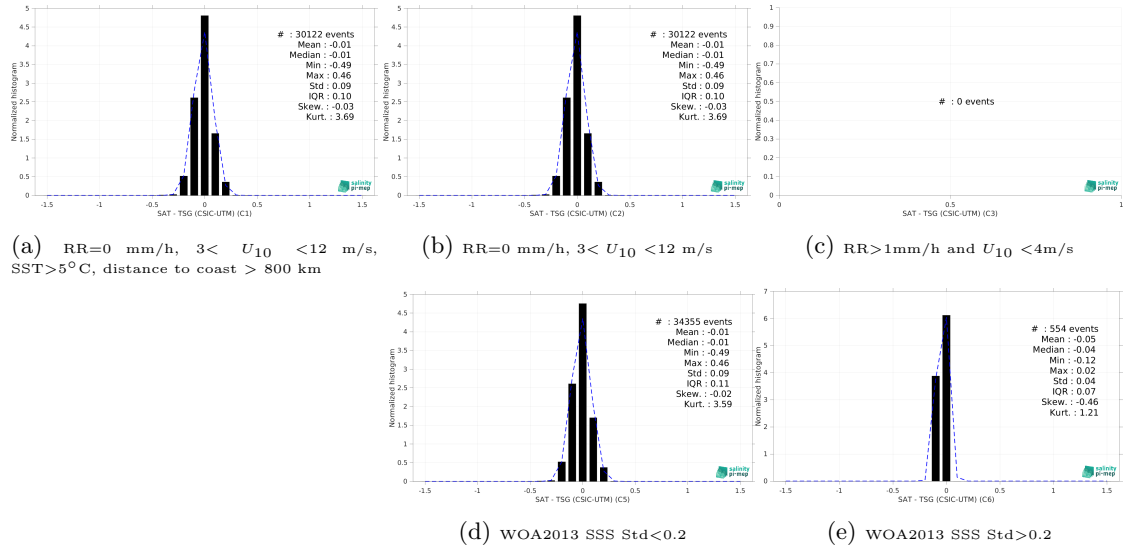 5
4.5
4
3.5
3
2.5
2
1.5
1
0.5
0
Normalized histogram
# : 30122 events
Mean : -0.01
Median : -0.01
Min : -0.49
Max : 0.46
Std : 0.09
IQR : 0.10
Skew. : -0.03
Kurt. : 3.69
salinity
pi-mep
-1.5 -1 -0.5 0 0.5 1 1.5
SAT - TSG (CSIC-UTM) (C1)
(a) RR=0 mm/h, 3< U10 <12 m/s,
SST>5°C, distance to coast > 800 km
5
4.5
4
3.5
3
2.5
2
1.5
1
0.5
0
Normalized histogram
# : 30122 events
Mean : -0.01
Median : -0.01
Min : -0.49
Max : 0.46
Std : 0.09
IQR : 0.10
Skew. : -0.03
Kurt. : 3.69
salinity
pi-mep
-1.5 -1 -0.5 0 0.5 1 1.5
SAT - TSG (CSIC-UTM) (C2)
(b) RR=0 mm/h, 3< U10 <12 m/s
1
0.9
0.8
0.7
0.6
0.5
0.4
0.3
0.2
0.1
0
Normalized histogram
# : 0 events
salinity
pi-mep
0 0.5 1
SAT - TSG (CSIC-UTM) (C3)
(c) RR>1mm/h and U10 <4m/s
5
4.5
4
3.5
3
2.5
2
1.5
1
0.5
0
Normalized histogram
# : 34355 events
Mean : -0.01
Median : -0.01
Min : -0.49
Max : 0.46
Std : 0.09
IQR : 0.11
Skew. : -0.02
Kurt. : 3.59
salinity
pi-mep
-1.5 -1 -0.5 0 0.5 1 1.5
SAT - TSG (CSIC-UTM) (C5)
(d) WOA2013 SSS Std<0.2
7
6
5
4
3
2
1
0
Normalized histogram
# : 554 events
Mean : -0.05
Median : -0.04
Min : -0.12
Max : 0.02
Std : 0.04
IQR : 0.07
Skew. : -0.46
Kurt. : 1.21
salinity
pi-mep
-1.5 -1 -0.5 0 0.5 1 1.5
SAT - TSG (CSIC-UTM) (C6)
(e) WOA2013 SSS Std>0.2